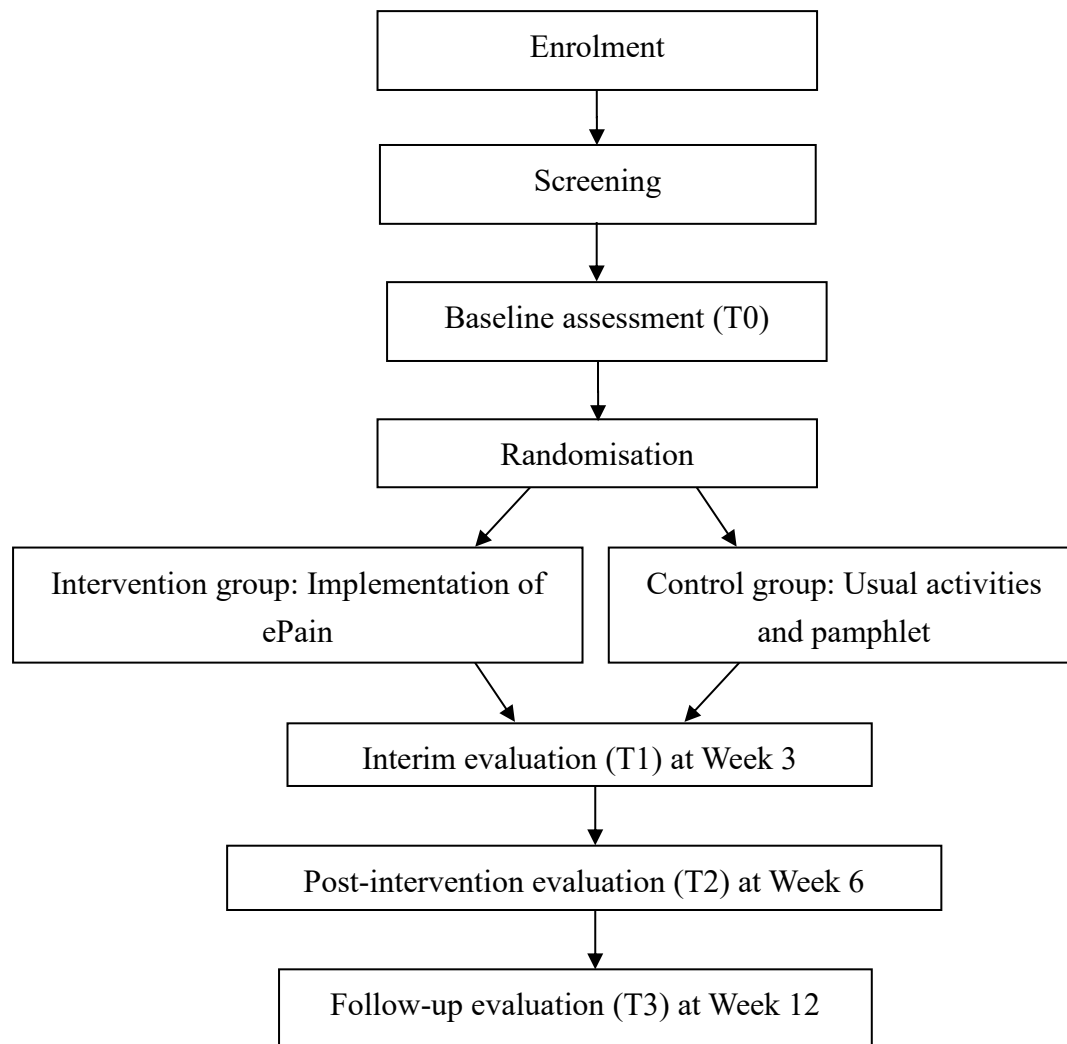 Enrolment
Screening
Baseline assessment (T0)
Randomisation
Intervention group: Implementation of
ePain
Control group: Usual activities
and pamphlet
Interim evaluation (T1) at Week 3
Post-intervention evaluation (T2) at Week 6
Follow-up evaluation (T3) at Week 12